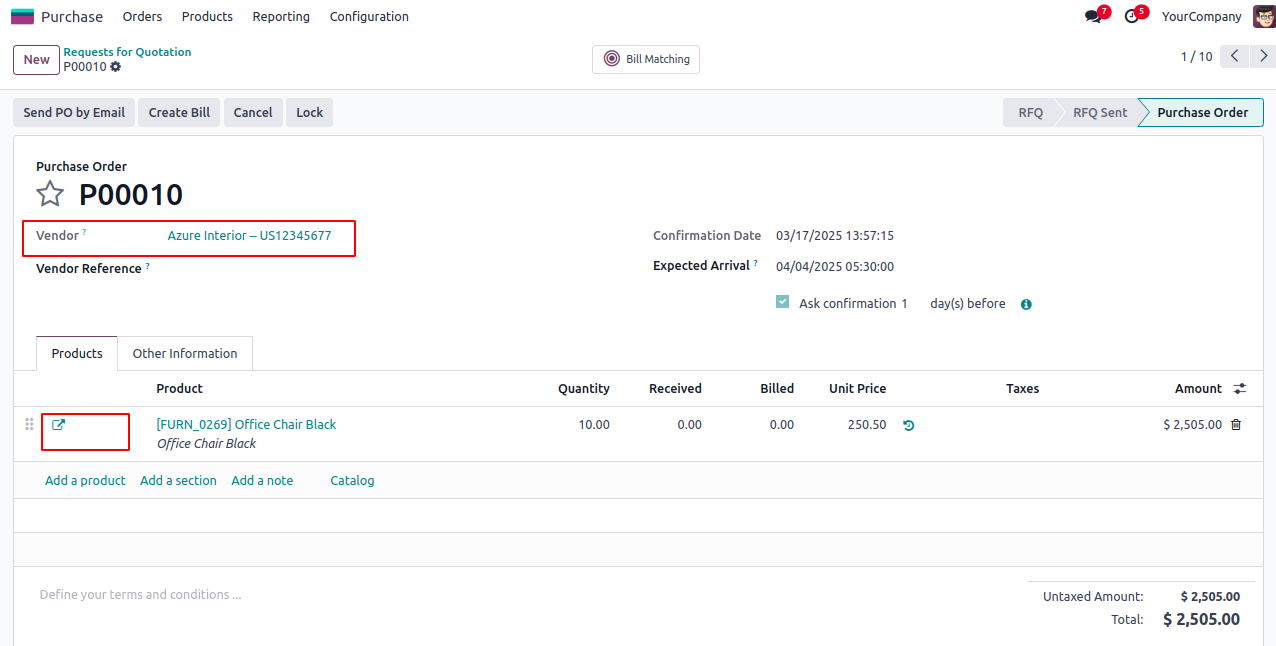 Purchase Orders Products Reporting Configuration 7 5 YourCompany
New Requests for Quotation
P00010
Bill Matching
1 / 10
Send PO by Email Create Bill Cancel Lock RFQ RFQ Sent Purchase Order
Purchase Order
P00010
Vendor ? Azure Interior – US12345677 Confirmation Date 03/17/2025 13:57:15
Vendor Reference ? Expected Arrival ? 04/04/2025 05:30:00
Ask confirmation 1 day(s) before
Products Other Information
Product Quantity Received Billed Unit Price Taxes Amount
[FURN_0269] Office Chair Black 10.00 0.00 0.00 250.50 $ 2,505.00
Office Chair Black
Add a product Add a section Add a note Catalog
Define your terms and conditions ... Untaxed Amount: $ 2,505.00
Total: $ 2,505.00